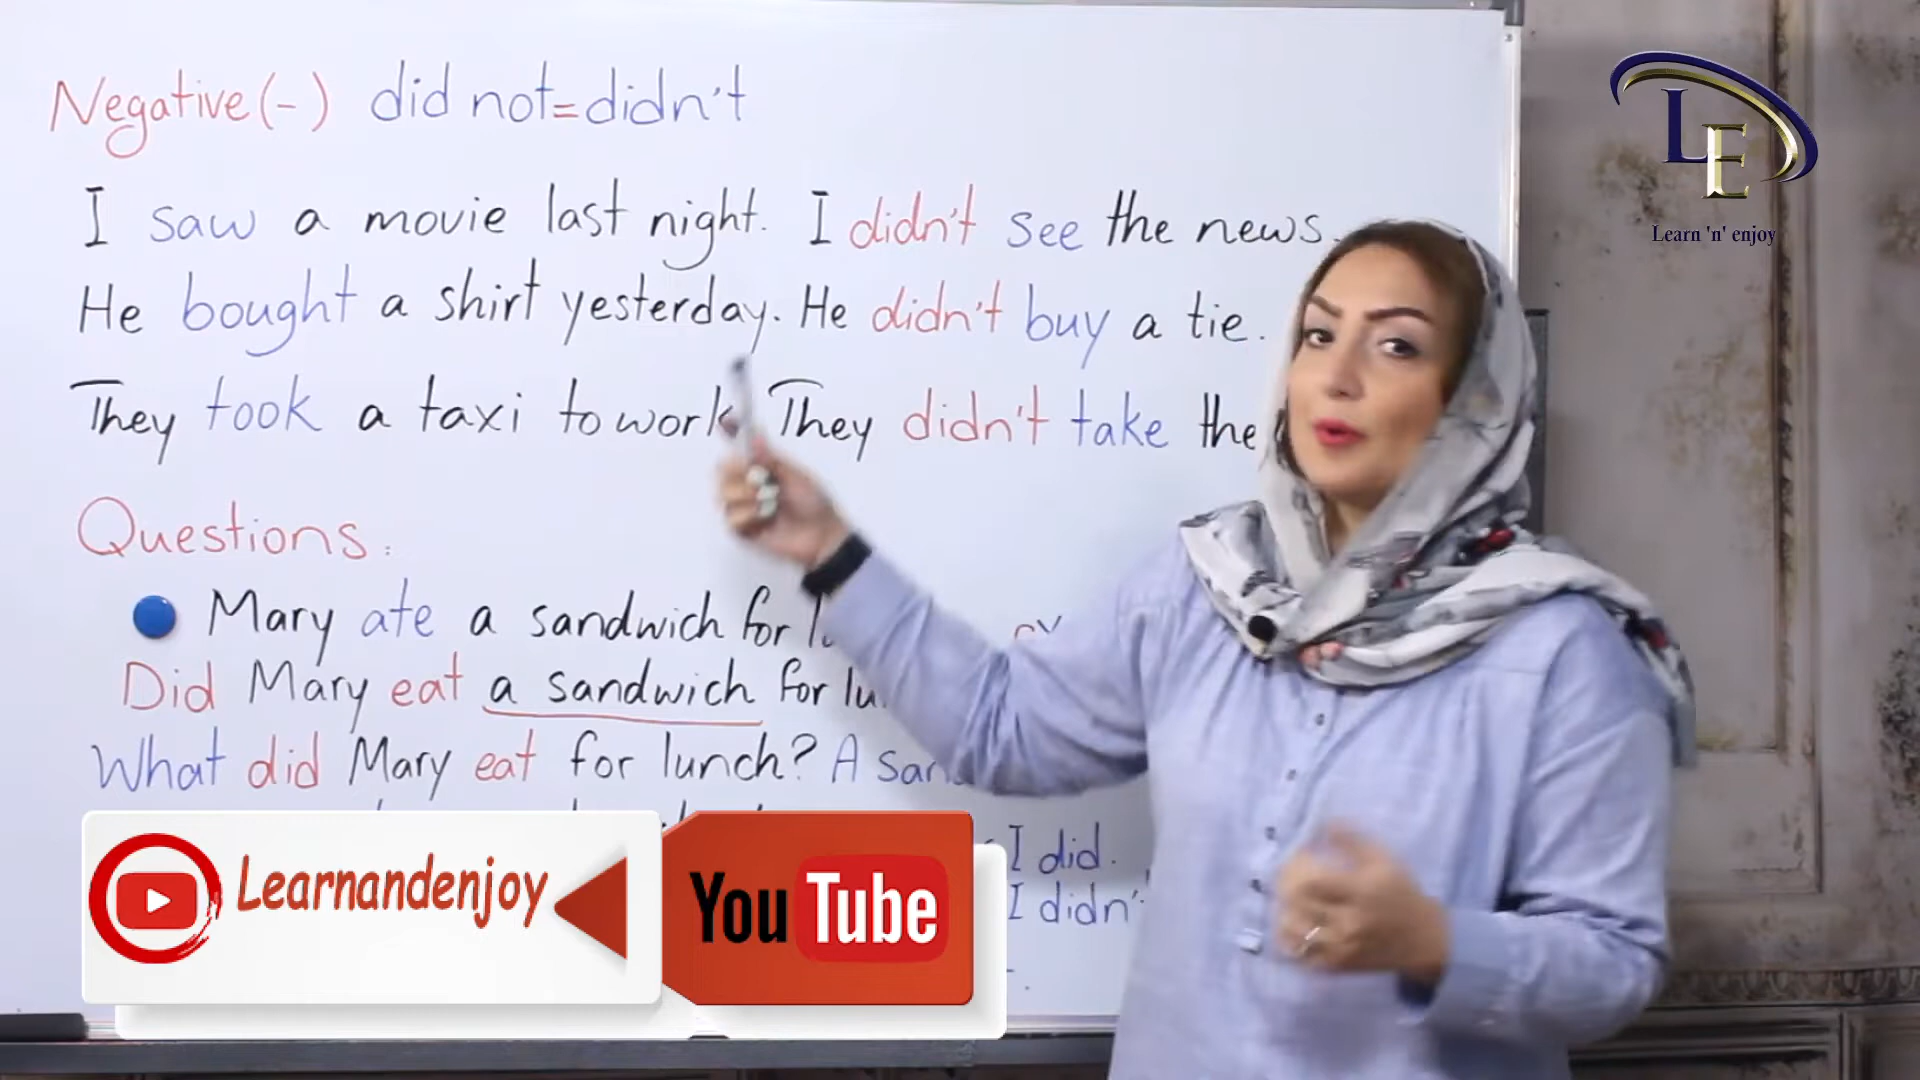 Negative (-) did not = didn't
I saw a movie last night. I didn't see the news.
He bought a shirt yesterday. He didn't buy a tie.
They took a taxi to work. They didn't take the
Questions:
Mary ate a sandwich for
Did Mary eat a sandwich for
What did Mary eat for lunch? A
I did.
I didn'
LE
Learn 'n' enjoy
Learnandenjoy
YouTube